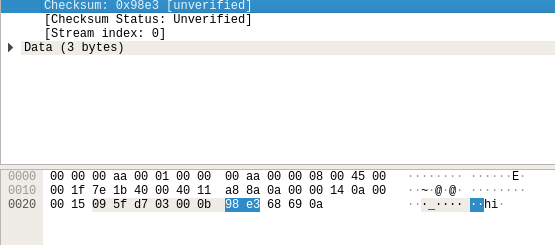 Checksum: 0x98e3 [unverified]
[Checksum Status: Unverified]
[Stream index: 0]
Data (3 bytes)
0000 00 00 00 aa 00 01 00 00 00 aa 00 00 08 00 45 00 ········ ······E·
0010 00 1f 7e 1b 40 00 40 11 a8 8a 0a 00 00 14 0a 00 ··~·@·@· ········
0020 00 15 09 5f d7 03 00 0b 98 e3 68 69 0a ···_···· ··hi·